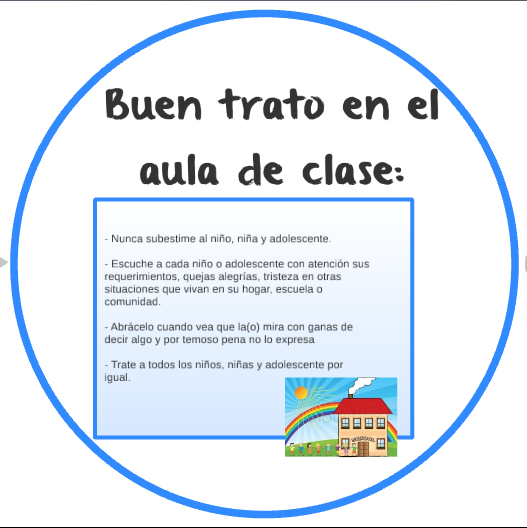 Buen trato en el
aula de clase:
- Nunca subestime al niño, niña y adolescente.
- Escuche a cada niño o adolescente con atención sus
requerimientos, quejas alegrías, tristeza en otras
situaciones que vivan en su hogar, escuela o
comunidad.
- Abrácelo cuando vea que la(o) mira con ganas de
decir algo y por temoso pena no lo expresa
- Trate a todos los niños, niñas y adolescente por
igual.